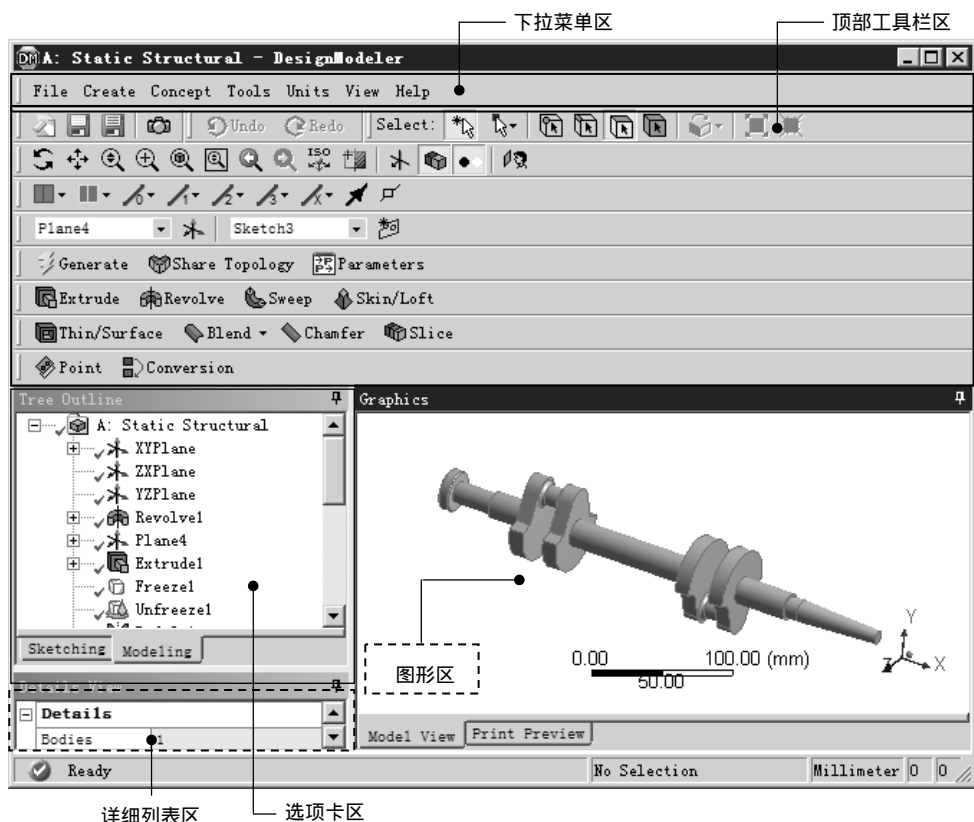 下拉菜单区
顶部工具栏区
DM A: Static Structural - DesignModeler
File Create Concept Tools Units View Help
Undo Redo Select:
ISO
Plane4 Sketch3
Generate Share Topology Parameters
Extrude Revolve Sweep Skin/Loft
Thin/Surface Blend Chamfer Slice
Point Conversion
Tree Outline
A: Static Structural
XYPlane
ZXPlane
YZPlane
Revolve1
Plane4
Extrude1
Freeze1
Unfreeze1
Sketching Modeling
Details View
Details
Bodies 1
Graphics
图形区
0.00 100.00 (mm)
50.00
Y
Z X
Model View Print Preview
Ready No Selection Millimeter 0 0
详细列表区
选项卡区